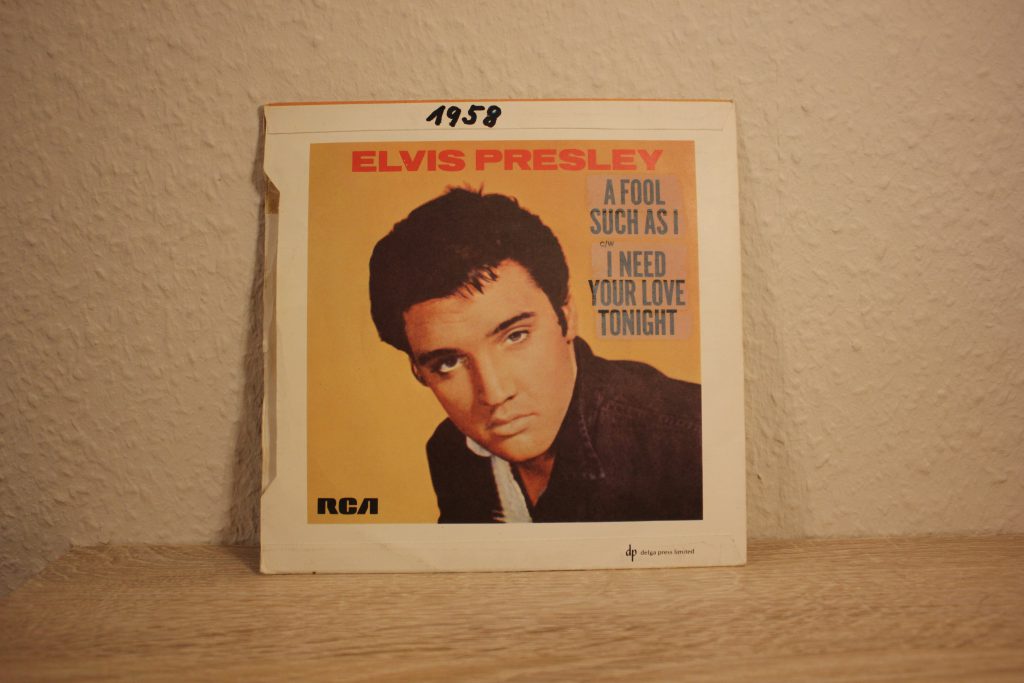 1958
ELVIS PRESLEY
A FOOL
SUCH AS I
c/w
I NEED
YOUR LOVE
TONIGHT
RCA
dp delga press limited